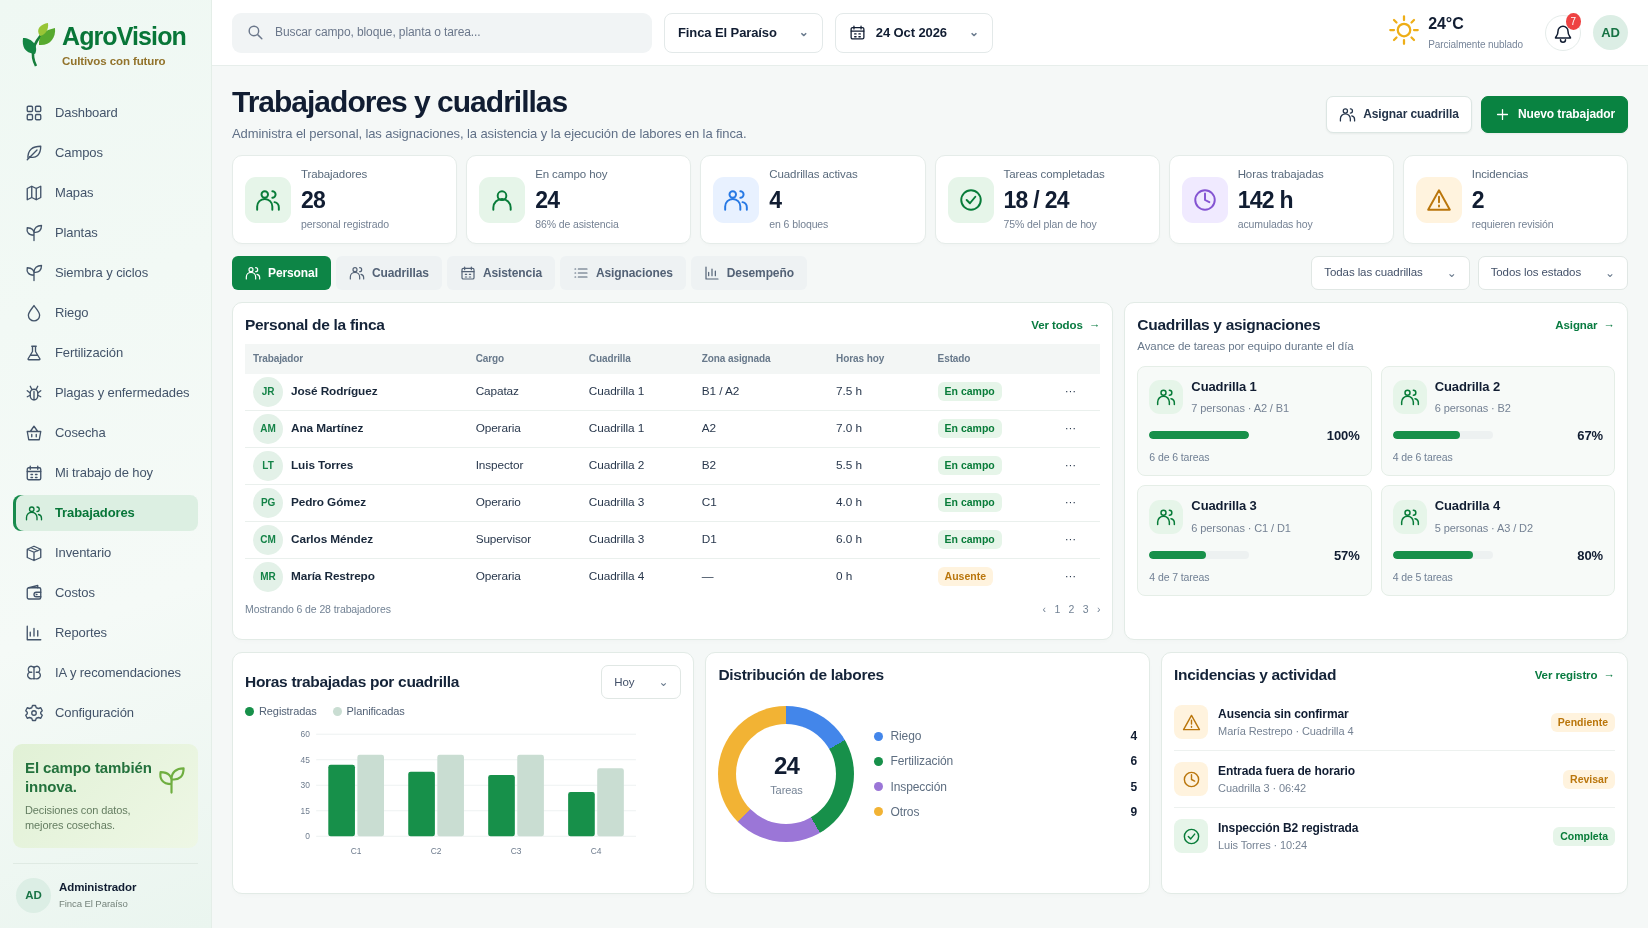 AgroVision
Cultivos con futuro
Dashboard
Campos
Mapas
Plantas
Siembra y ciclos
Riego
Fertilización
Plagas y enfermedades
Cosecha
Mi trabajo de hoy
Trabajadores
Inventario
Costos
Reportes
IA y recomendaciones
Configuración
El campo también
innova.
Decisiones con datos,
mejores cosechas.
AD
Administrador
Finca El Paraíso
Buscar campo, bloque, planta o tarea...
Finca El Paraíso
24 Oct 2026
24°C
Parcialmente nublado
7
AD
Trabajadores y cuadrillas
Administra el personal, las asignaciones, la asistencia y la ejecución de labores en la finca.
Asignar cuadrilla
Nuevo trabajador
Trabajadores
28
personal registrado
En campo hoy
24
86% de asistencia
Cuadrillas activas
4
en 6 bloques
Tareas completadas
18 / 24
75% del plan de hoy
Horas trabajadas
142 h
acumuladas hoy
Incidencias
2
requieren revisión
Personal
Cuadrillas
Asistencia
Asignaciones
Desempeño
Todas las cuadrillas
Todos los estados
Personal de la finca
Ver todos →
Trabajador Cargo Cuadrilla Zona asignada Horas hoy Estado
JR José Rodríguez Capataz Cuadrilla 1 B1 / A2 7.5 h En campo ···
AM Ana Martínez Operaria Cuadrilla 1 A2 7.0 h En campo ···
LT Luis Torres Inspector Cuadrilla 2 B2 5.5 h En campo ···
PG Pedro Gómez Operario Cuadrilla 3 C1 4.0 h En campo ···
CM Carlos Méndez Supervisor Cuadrilla 3 D1 6.0 h En campo ···
MR María Restrepo Operaria Cuadrilla 4 — 0 h Ausente ···
Mostrando 6 de 28 trabajadores
‹ 1 2 3 ›
Cuadrillas y asignaciones
Asignar →
Avance de tareas por equipo durante el día
Cuadrilla 1
7 personas · A2 / B1
100%
6 de 6 tareas
Cuadrilla 2
6 personas · B2
67%
4 de 6 tareas
Cuadrilla 3
6 personas · C1 / D1
57%
4 de 7 tareas
Cuadrilla 4
5 personas · A3 / D2
80%
4 de 5 tareas
Horas trabajadas por cuadrilla
Hoy
Registradas Planificadas
60
45
30
15
0
C1 C2 C3 C4
Distribución de labores
24
Tareas
Riego 4
Fertilización 6
Inspección 5
Otros 9
Incidencias y actividad
Ver registro →
Ausencia sin confirmar
María Restrepo · Cuadrilla 4
Pendiente
Entrada fuera de horario
Cuadrilla 3 · 06:42
Revisar
Inspección B2 registrada
Luis Torres · 10:24
Completa